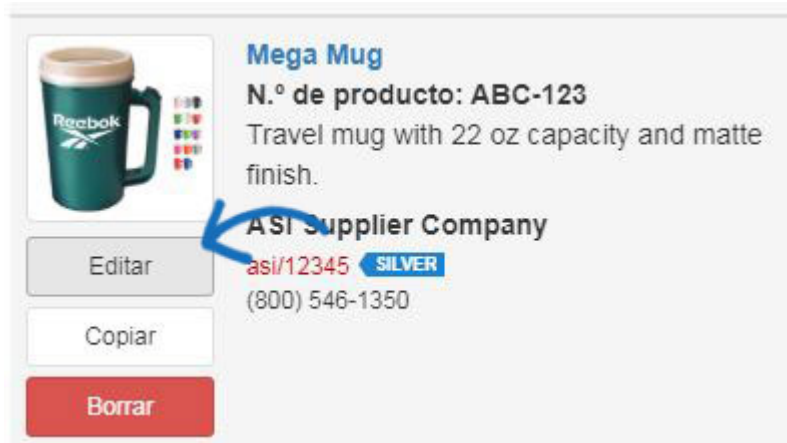 Mega Mug
N.º de producto: ABC-123
Travel mug with 22 oz capacity and matte
finish.
Reebok
ASI Supplier Company
asi/12345 SILVER
(800) 546-1350
Editar
Copiar
Borrar